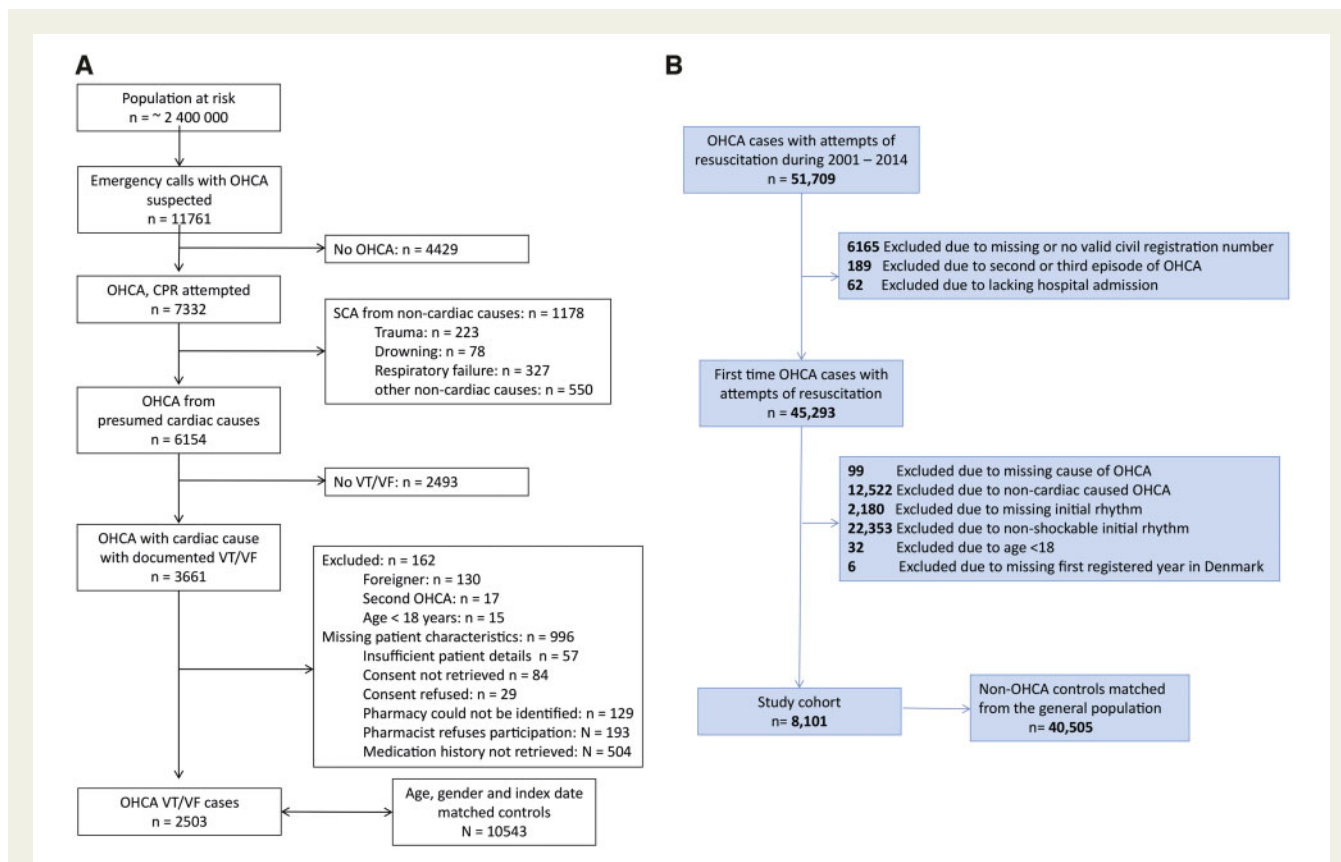 A
Population at risk
n = ~ 2 400 000
Emergency calls with OHCA
suspected
n = 11761
No OHCA: n = 4429
OHCA, CPR attempted
n = 7332
SCA from non-cardiac causes: n = 1178
Trauma: n = 223
Drowning: n = 78
Respiratory failure: n = 327
other non-cardiac causes: n = 550
OHCA from
presumed cardiac causes
n = 6154
No VT/VF: n = 2493
OHCA with cardiac cause
with documented VT/VF
n = 3661
Excluded: n = 162
Foreigner: n = 130
Second OHCA: n = 17
Age < 18 years: n = 15
Missing patient characteristics: n = 996
Insufficient patient details n = 57
Consent not retrieved n = 84
Consent refused: n = 29
Pharmacy could not be identified: n = 129
Pharmacist refuses participation: N = 193
Medication history not retrieved: N = 504
OHCA VT/VF cases
n = 2503
Age, gender and index date
matched controls
N = 10543
B
OHCA cases with attempts of
resuscitation during 2001 – 2014
n = 51,709
6165 Excluded due to missing or no valid civil registration number
189 Excluded due to second or third episode of OHCA
62 Excluded due to lacking hospital admission
First time OHCA cases with
attempts of resuscitation
n = 45,293
99 Excluded due to missing cause of OHCA
12,522 Excluded due to non-cardiac caused OHCA
2,180 Excluded due to missing initial rhythm
22,353 Excluded due to non-shockable initial rhythm
32 Excluded due to age <18
6 Excluded due to missing first registered year in Denmark
Study cohort
n= 8,101
Non-OHCA controls matched
from the general population
n= 40,505